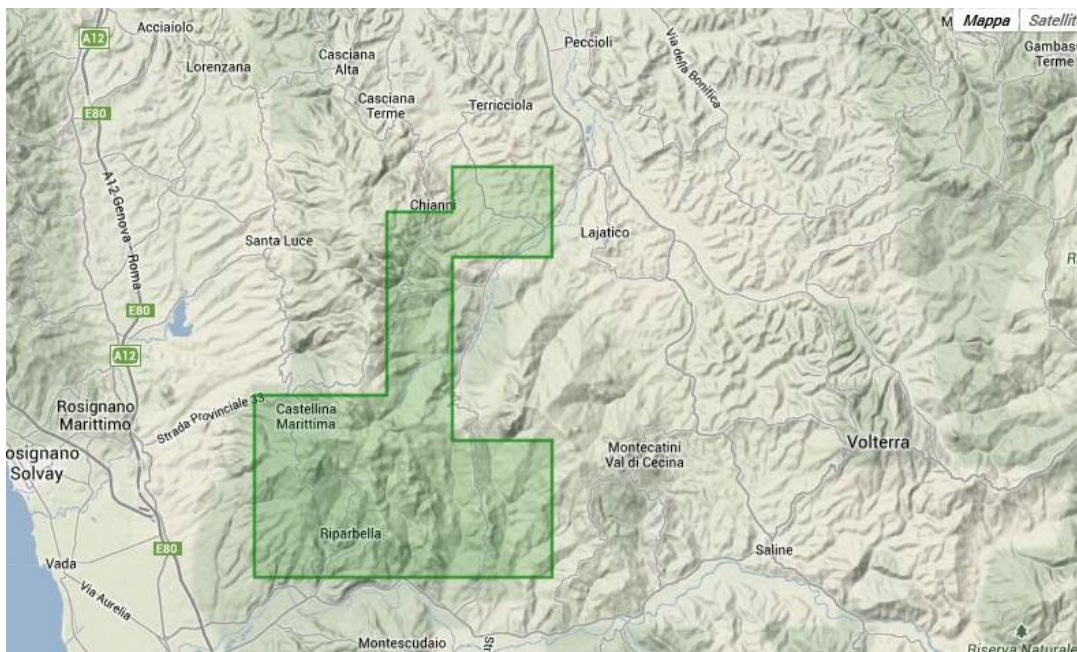 Mappa
Satellit
M
A12
Acciaiolo
Peccioli
Via della Bonifica
Gambass
Terme
Lorenzana
Casciana
Alta
Casciana
Terme
Terricciola
E80
A12 Genova - Roma
Chianni
Santa Luce
Lajatico
R
E80
A12
Rosignano
Marittimo
Strada Provinciale 33
Castellina
Marittima
osignano
Solvay
Montecatini
Val di Cecina
Volterra
Riparbella
E80
Saline
Vada
Via Aurelia
Montescudaio
Str
Riserva Naturale